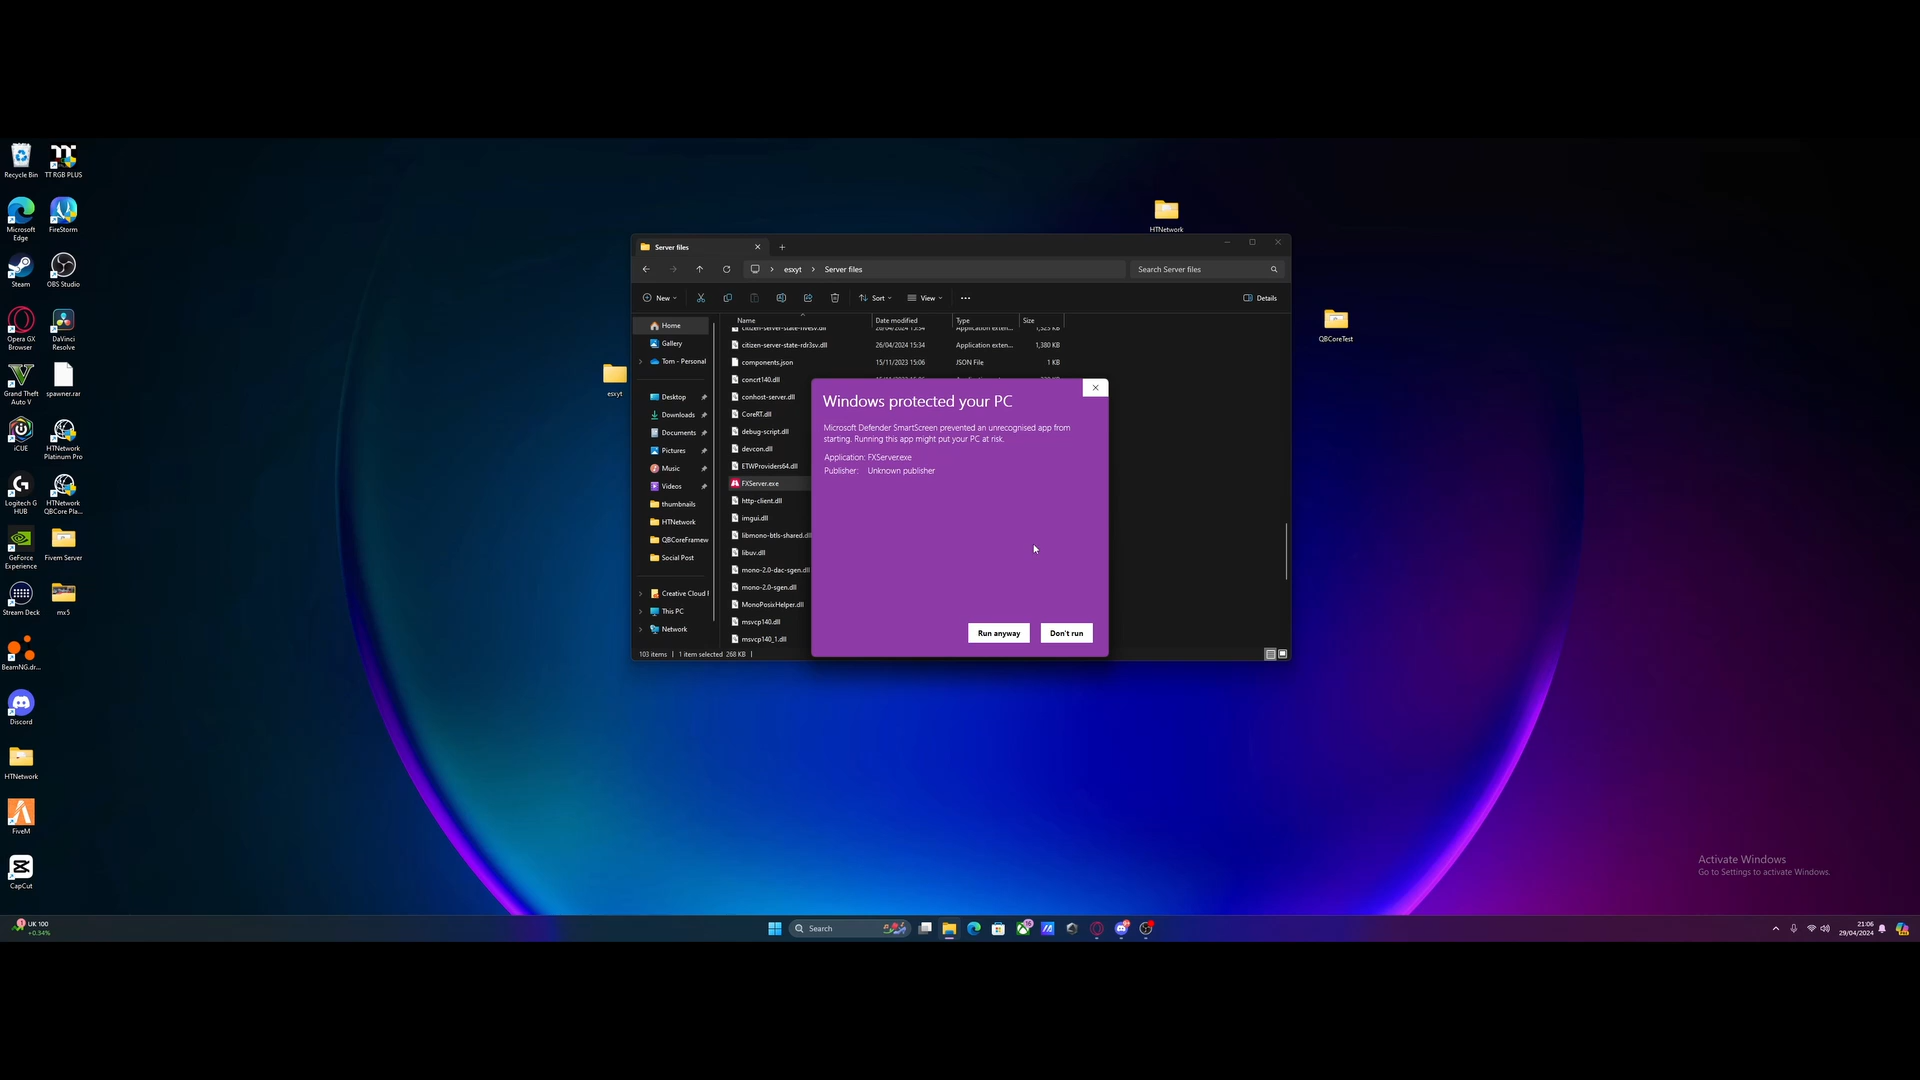 Recycle Bin
TT RGB PLUS
Microsoft
Edge
FireStorm
Steam
OBS Studio
Opera GX
Browser
DaVinci
Resolve
Grand Theft
Auto V
spawner.rar
iCUE
HTNetwork
Platinum Pro
Logitech G
HUB
HTNetwork
QBCore Pla...
GeForce
Experience
Fivem Server
Stream Deck
mx5
BeamNG.dr...
Discord
HTNetwork
FiveM
CapCut
esxyt
HTNetwork
QBCoreTest
Server files
esxyt > Server files
Search Server files
New
Sort
View
Details
Home
Gallery
Tom - Personal
Desktop
Downloads
Documents
Pictures
Music
Videos
thumbnails
HTNetwork
QBCoreFramew
Social Post
Creative Cloud F
This PC
Network
Name Date modified Type Size
citizen-server-state-rdr3sv.dll 26/04/2024 15:34 Application exten... 1,380 KB
components.json 15/11/2023 15:06 JSON File 1 KB
concrt140.dll
conhost-server.dll
CoreRT.dll
debug-script.dll
devcon.dll
ETWProviders64.dll
FXServer.exe
http-client.dll
imgui.dll
libmono-btls-shared.dll
libuv.dll
mono-2.0-dac-sgen.dll
mono-2.0-sgen.dll
MonoPosixHelper.dll
msvcp140.dll
msvcp140_1.dll
103 items 1 item selected 268 KB
Windows protected your PC
Microsoft Defender SmartScreen prevented an unrecognised app from
starting. Running this app might put your PC at risk.
Application: FXServer.exe
Publisher: Unknown publisher
Run anyway
Don't run
Activate Windows
Go to Settings to activate Windows.
UK 100
+0.34%
Search
21:06
29/04/2024